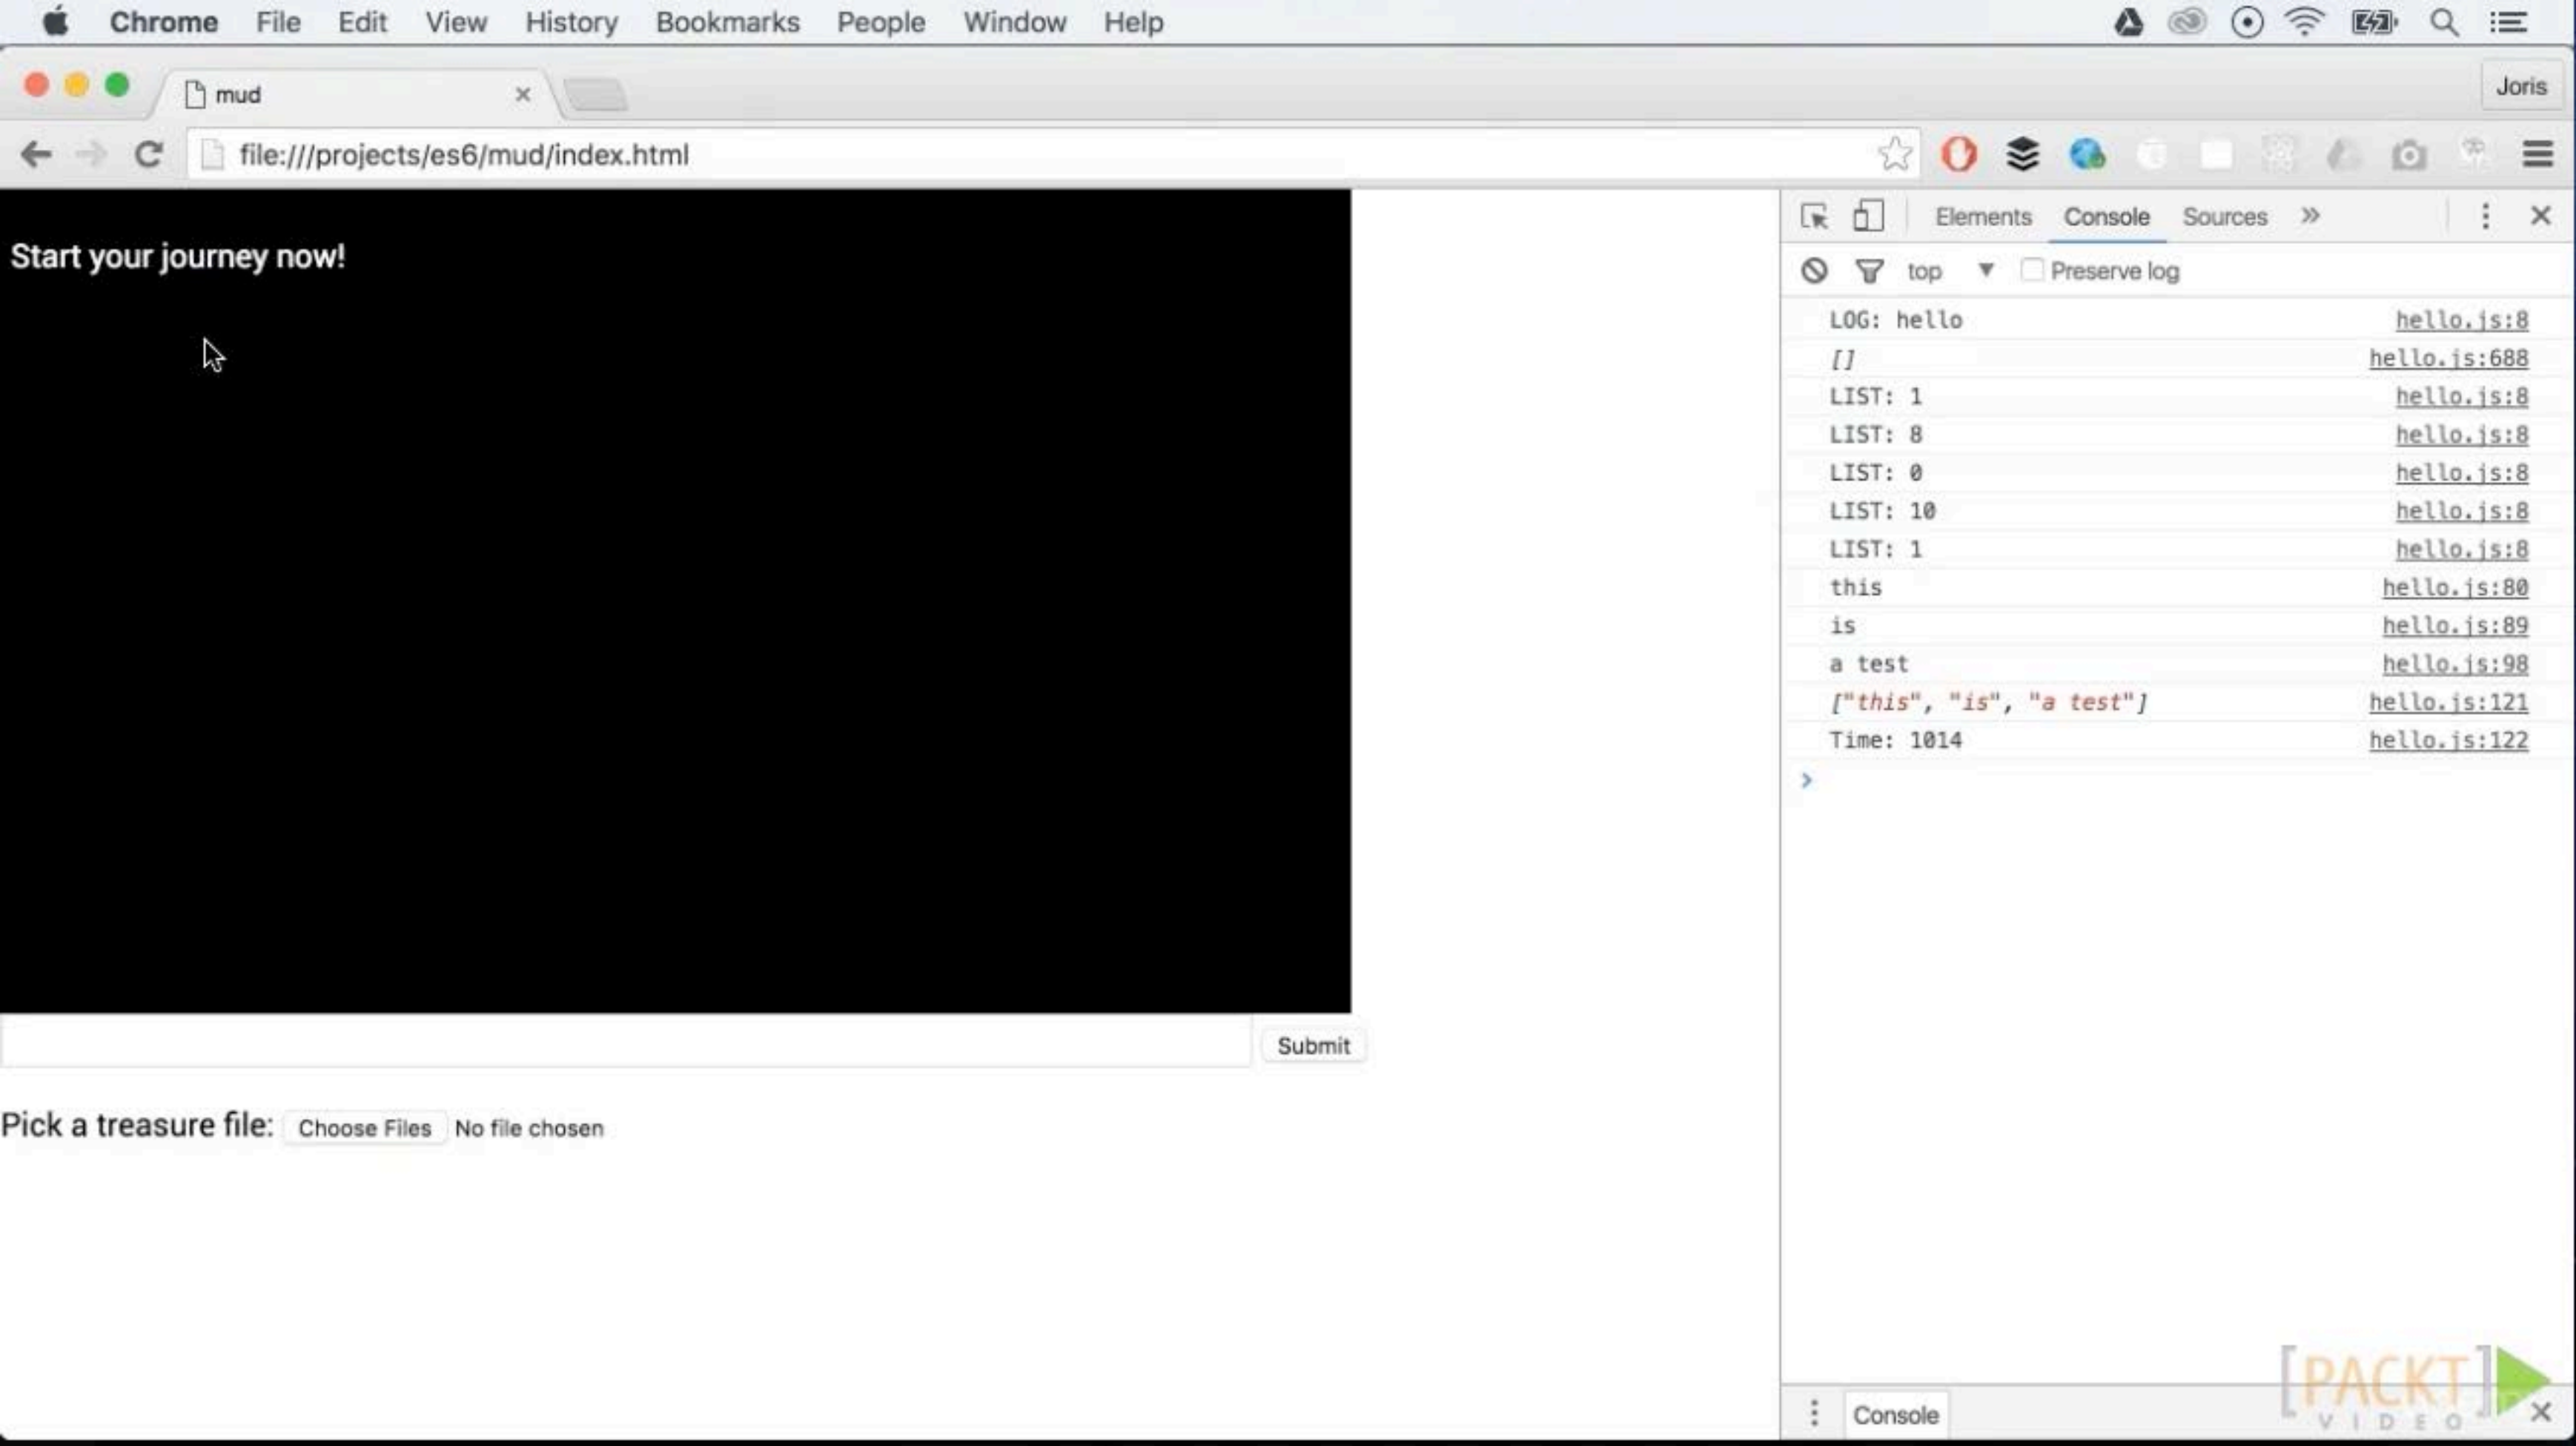 Chrome File Edit View History Bookmarks People Window Help
mud
Joris
file:///projects/es6/mud/index.html
Start your journey now!
Submit
Pick a treasure file: Choose Files No file chosen
Elements Console Sources
top Preserve log
LOG: hello hello.js:8
[] hello.js:688
LIST: 1 hello.js:8
LIST: 8 hello.js:8
LIST: 0 hello.js:8
LIST: 10 hello.js:8
LIST: 1 hello.js:8
this hello.js:80
is hello.js:89
a test hello.js:98
["this", "is", "a test"] hello.js:121
Time: 1014 hello.js:122
Console
[PACKT]
VIDEO